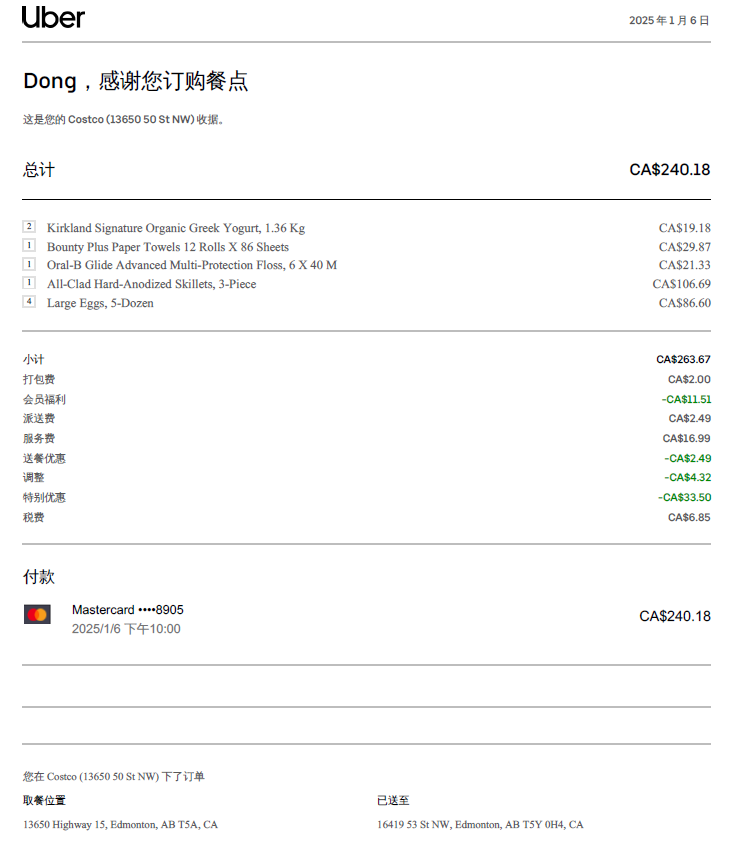 Uber 2025 年 1 月 6 日
Dong，感谢您订购餐点
这是您的 Costco (13650 50 St NW) 收据。
总计 CA$240.18
2 Kirkland Signature Organic Greek Yogurt, 1.36 Kg CA$19.18
1 Bounty Plus Paper Towels 12 Rolls X 86 Sheets CA$29.87
1 Oral-B Glide Advanced Multi-Protection Floss, 6 X 40 M CA$21.33
1 All-Clad Hard-Anodized Skillets, 3-Piece CA$106.69
4 Large Eggs, 5-Dozen CA$86.60
小计 CA$263.67
打包费 CA$2.00
会员福利 -CA$11.51
派送费 CA$2.49
服务费 CA$16.99
送餐优惠 -CA$2.49
调整 -CA$4.32
特别优惠 -CA$33.50
税费 CA$6.85
付款
Mastercard ••••8905 CA$240.18
2025/1/6 下午10:00
您在 Costco (13650 50 St NW) 下了订单
取餐位置 已送至
13650 Highway 15, Edmonton, AB T5A, CA 16419 53 St NW, Edmonton, AB T5Y 0H4, CA